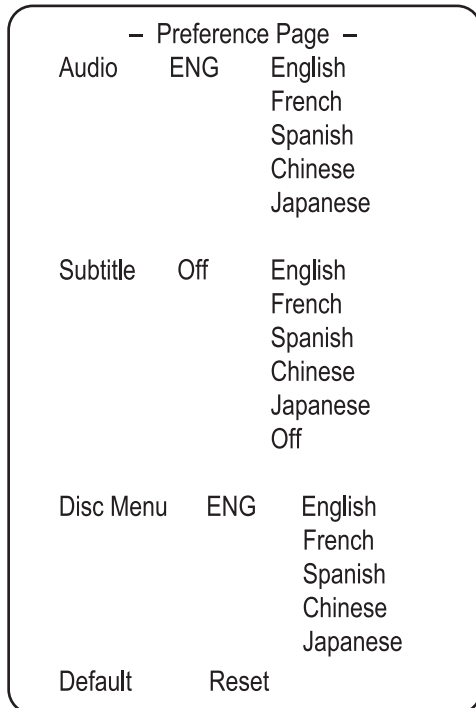 – Preference Page –
Audio ENG English
French
Spanish
Chinese
Japanese
Subtitle Off English
French
Spanish
Chinese
Japanese
Off
Disc Menu ENG English
French
Spanish
Chinese
Japanese
Default Reset